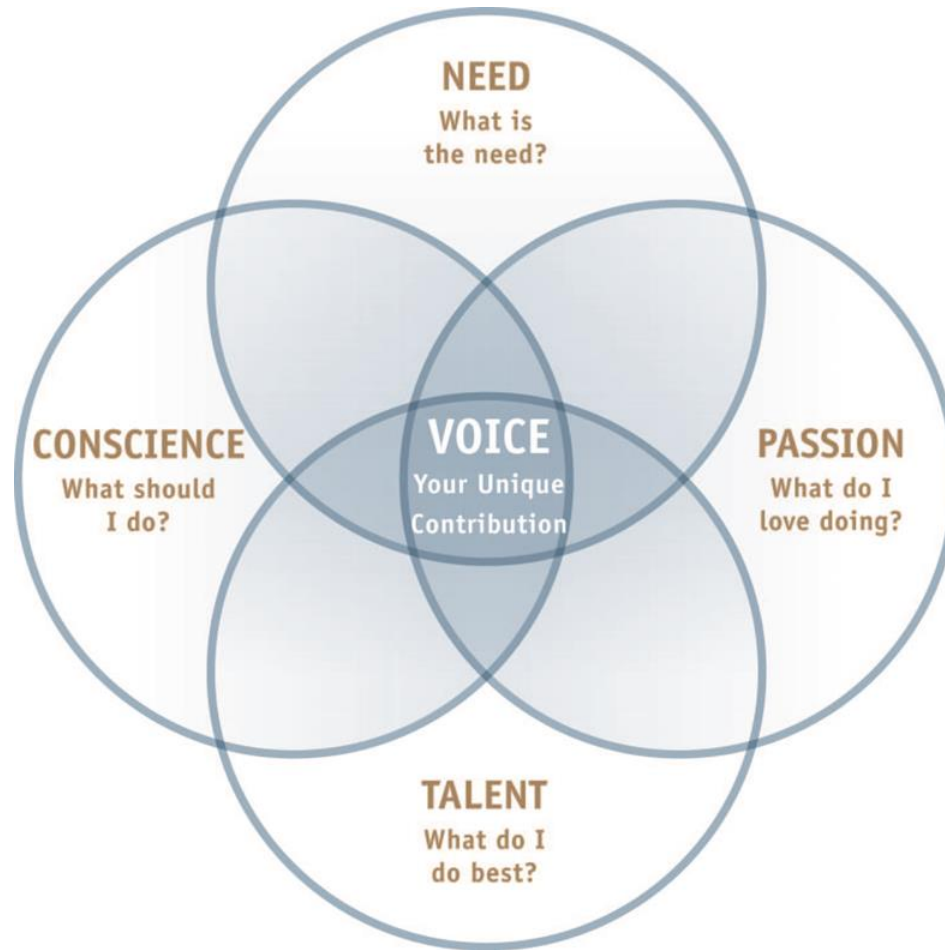 NEED
What is
the need?
CONSCIENCE
What should
I do?
VOICE
Your Unique
Contribution
PASSION
What do I
love doing?
TALENT
What do I
do best?